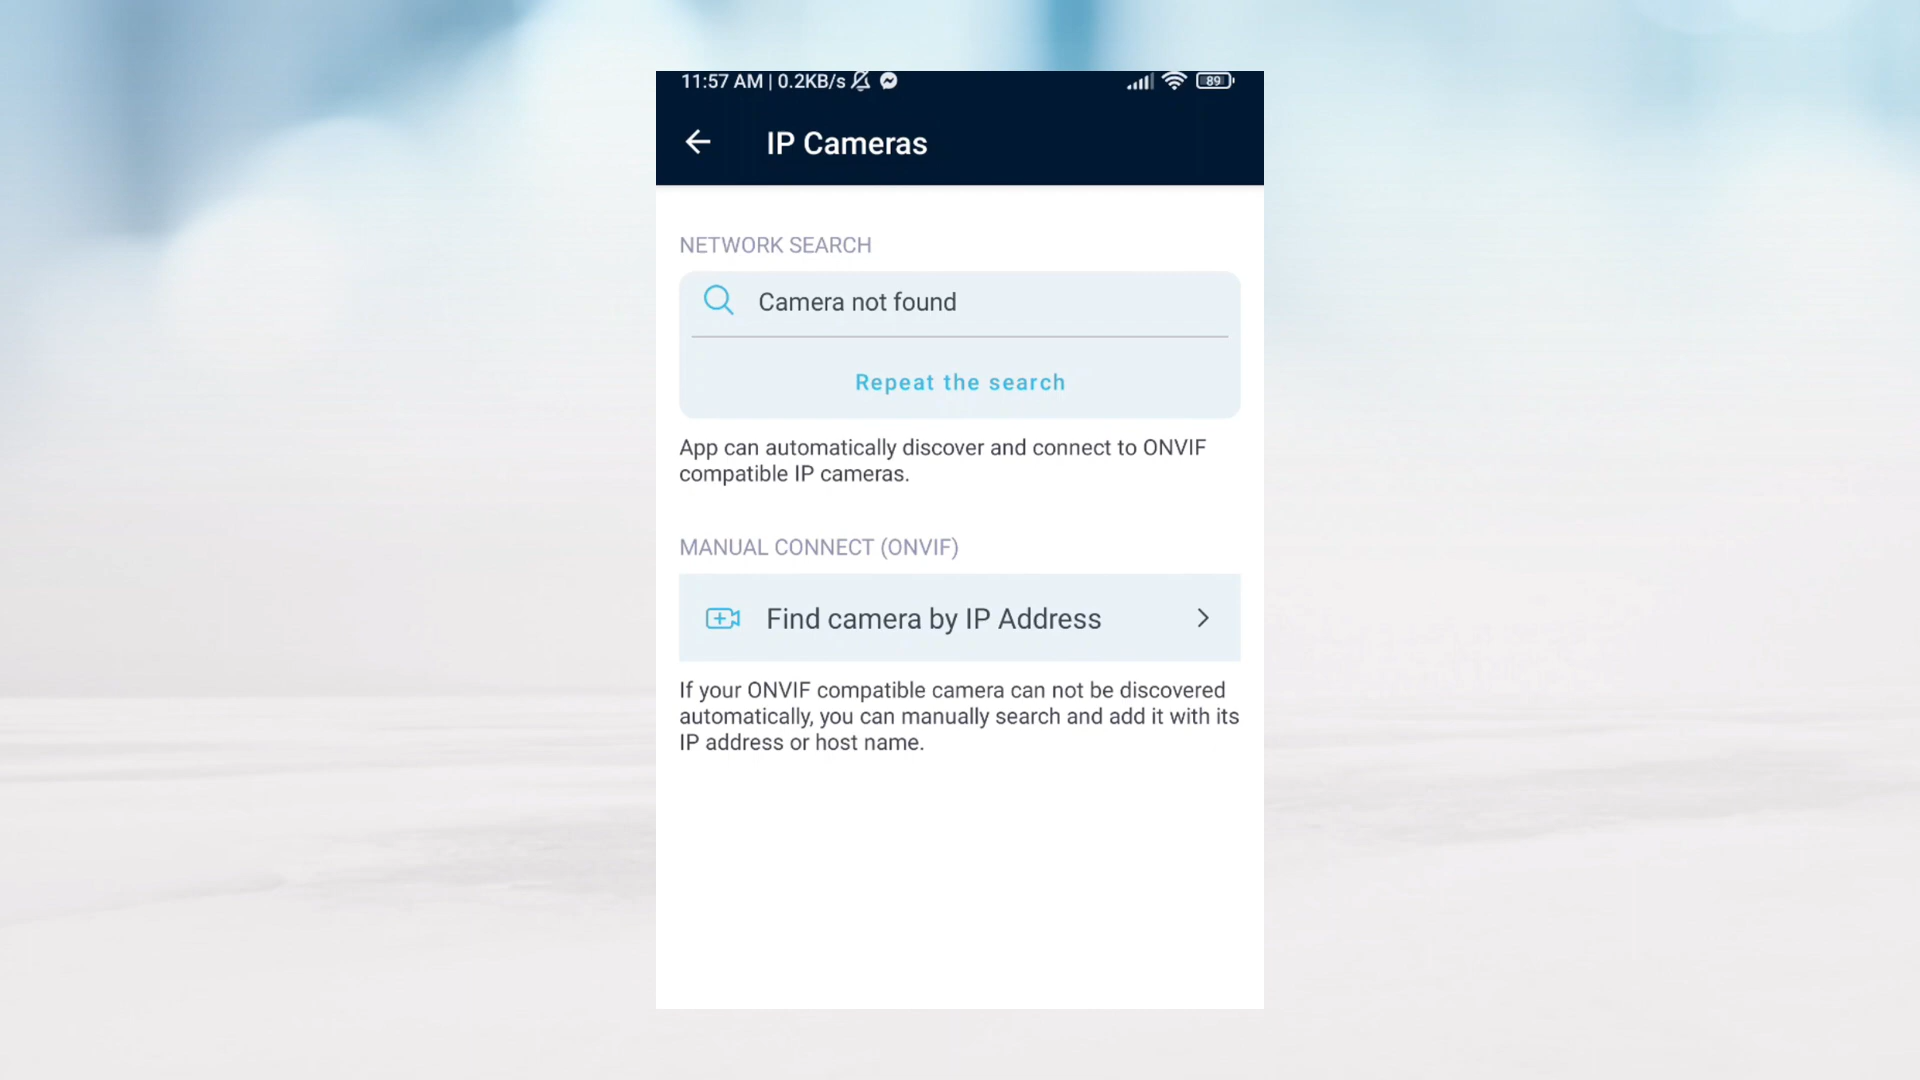 11:57 AM | 0.2KB/s
89
IP Cameras
NETWORK SEARCH
Camera not found
Repeat the search
App can automatically discover and connect to ONVIF
compatible IP cameras.
MANUAL CONNECT (ONVIF)
Find camera by IP Address
If your ONVIF compatible camera can not be discovered
automatically, you can manually search and add it with its
IP address or host name.